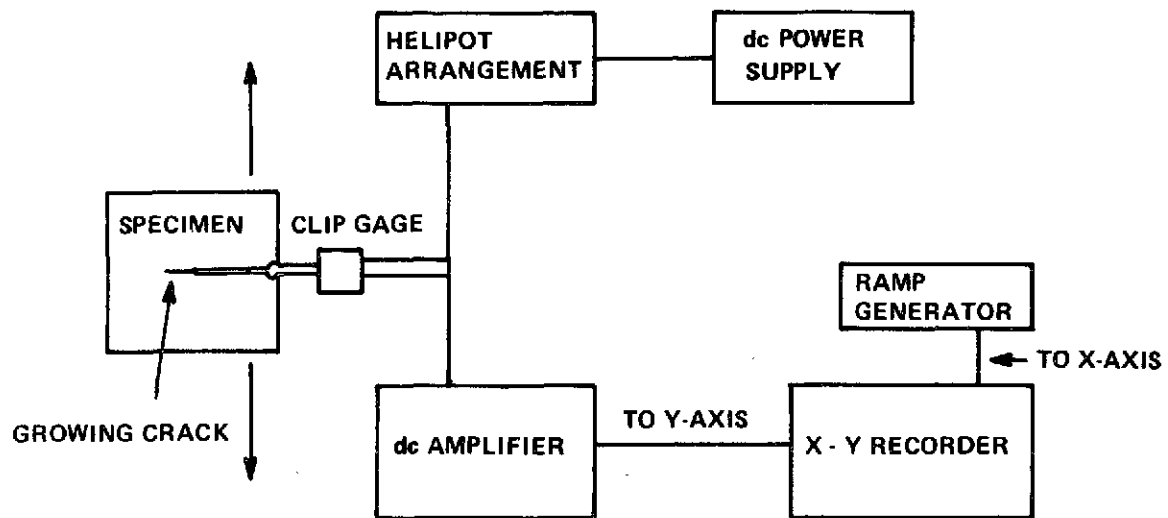 HELIPOT
ARRANGEMENT
dc POWER
SUPPLY
SPECIMEN
CLIP GAGE
RAMP
GENERATOR
TO X-AXIS
GROWING CRACK
dc AMPLIFIER
TO Y-AXIS
X - Y RECORDER